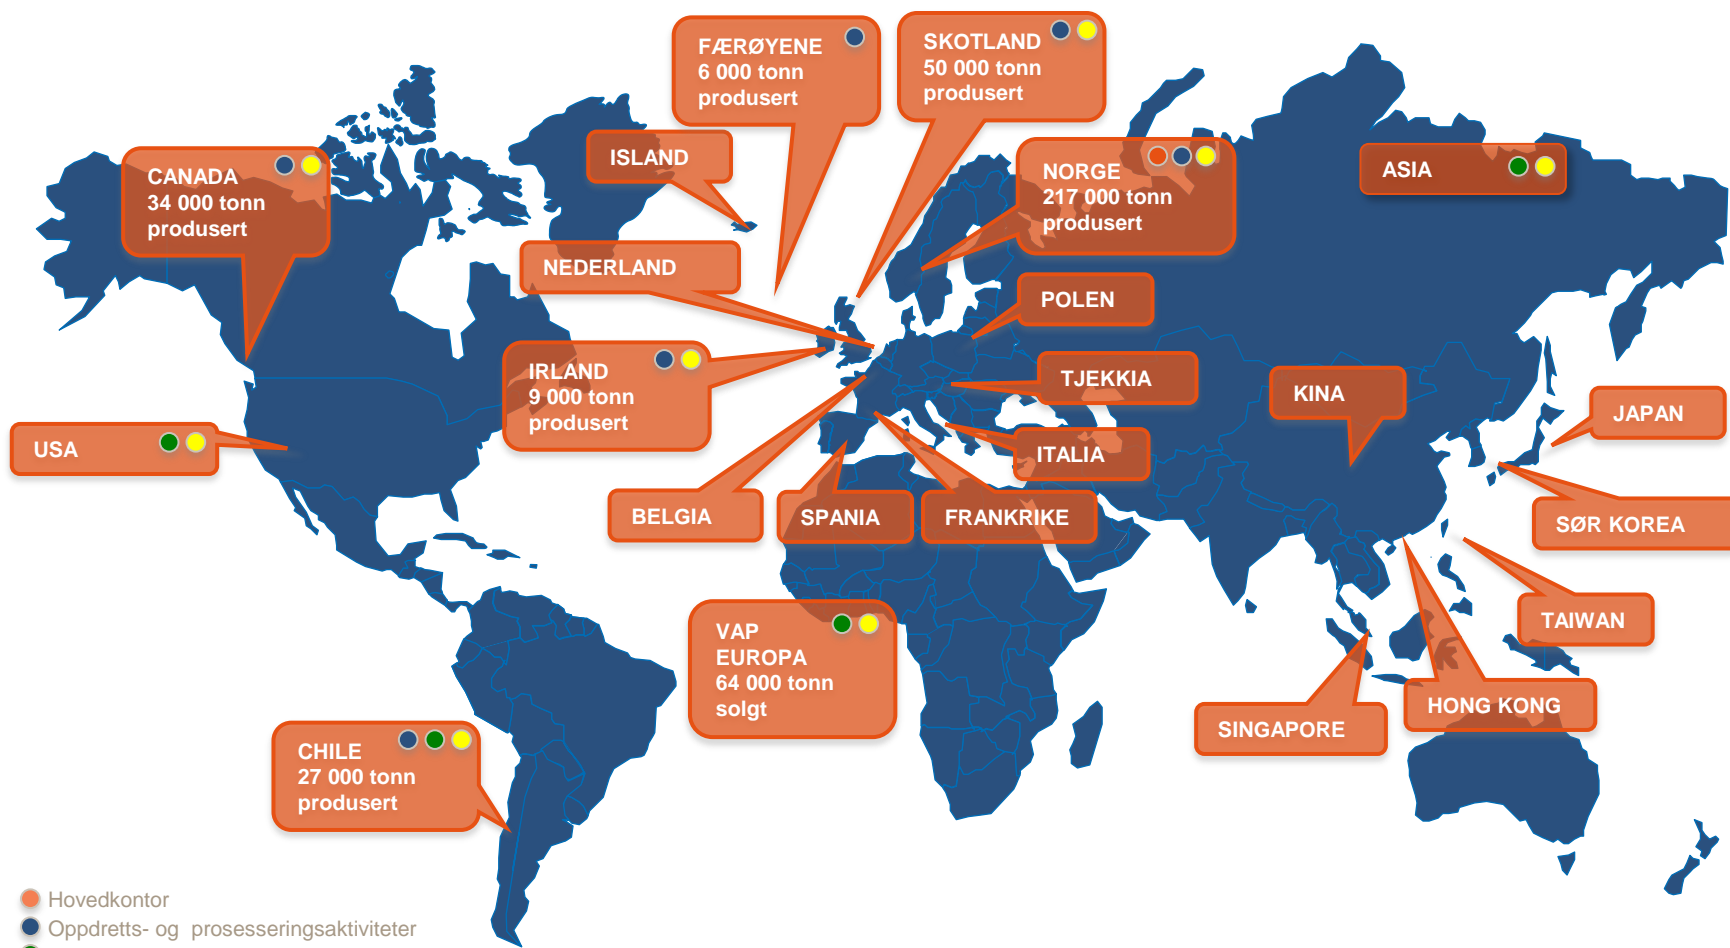 FÆRØYENE
6 000 tonn
produsert
SKOTLAND
50 000 tonn
produsert
ISLAND
CANADA
34 000 tonn
produsert
NORGE
217 000 tonn
produsert
ASIA
NEDERLAND
POLEN
IRLAND
9 000 tonn
produsert
TJEKKIA
KINA
JAPAN
USA
ITALIA
BELGIA
SPANIA
FRANKRIKE
SØR KOREA
VAP
EUROPA
64 000 tonn
solgt
TAIWAN
HONG KONG
SINGAPORE
CHILE
27 000 tonn
produsert
Hovedkontor
Oppdretts- og prosesseringsaktiviteter